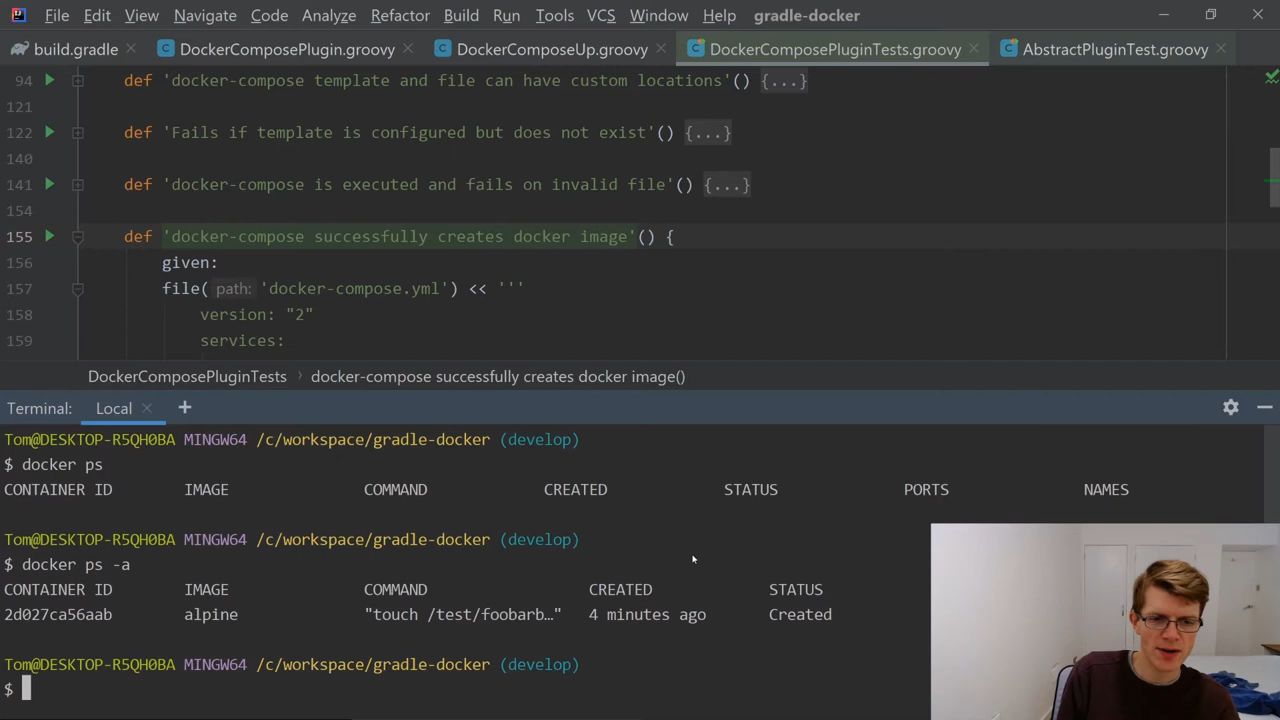 File Edit View Navigate Code Analyze Refactor Build Run Tools VCS Window Help gradle-docker
build.gradle DockerComposePlugin.groovy DockerComposeUp.groovy DockerComposePluginTests.groovy AbstractPluginTest.groovy
94 def 'docker-compose template and file can have custom locations'() {...}
121
122 def 'Fails if template is configured but does not exist'() {...}
140
141 def 'docker-compose is executed and fails on invalid file'() {...}
154
155 def 'docker-compose successfully creates docker image'() {
156 given:
157 file( path: 'docker-compose.yml') << '''
158 version: "2"
159 services:
DockerComposePluginTests › docker-compose successfully creates docker image()
Terminal: Local × +
Tom@DESKTOP-R5QH0BA MINGW64 /c/workspace/gradle-docker (develop)
$ docker ps
CONTAINER ID IMAGE COMMAND CREATED STATUS PORTS NAMES
Tom@DESKTOP-R5QH0BA MINGW64 /c/workspace/gradle-docker (develop)
$ docker ps -a
CONTAINER ID IMAGE COMMAND CREATED STATUS
2d027ca56aab alpine "touch /test/foobarb…" 4 minutes ago Created
Tom@DESKTOP-R5QH0BA MINGW64 /c/workspace/gradle-docker (develop)
$